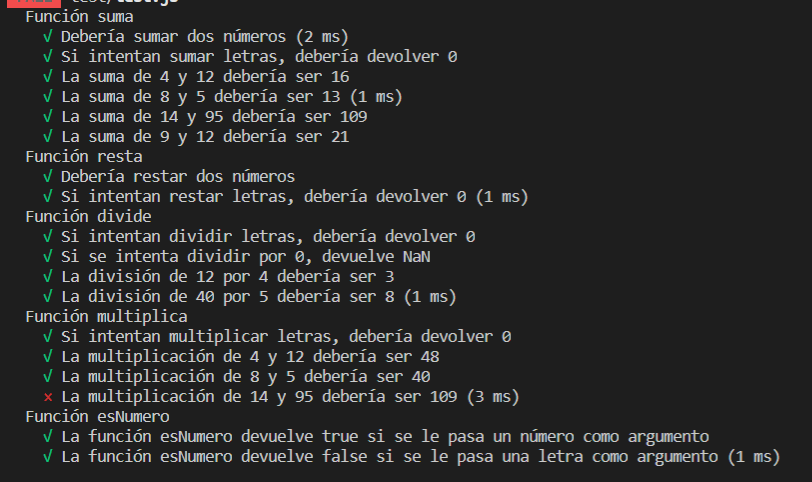 Función suma
√ Debería sumar dos números (2 ms)
√ Si intentan sumar letras, debería devolver 0
√ La suma de 4 y 12 debería ser 16
√ La suma de 8 y 5 debería ser 13 (1 ms)
√ La suma de 14 y 95 debería ser 109
√ La suma de 9 y 12 debería ser 21
Función resta
√ Debería restar dos números
√ Si intentan restar letras, debería devolver 0 (1 ms)
Función divide
√ Si intentan dividir letras, debería devolver 0
√ Si se intenta dividir por 0, devuelve NaN
√ La división de 12 por 4 debería ser 3
√ La división de 40 por 5 debería ser 8 (1 ms)
Función multiplica
√ Si intentan multiplicar letras, debería devolver 0
√ La multiplicación de 4 y 12 debería ser 48
√ La multiplicación de 8 y 5 debería ser 40
× La multiplicación de 14 y 95 debería ser 109 (3 ms)
Función esNumero
√ La función esNumero devuelve true si se le pasa un número como argumento
√ La función esNumero devuelve false si se le pasa una letra como argumento (1 ms)